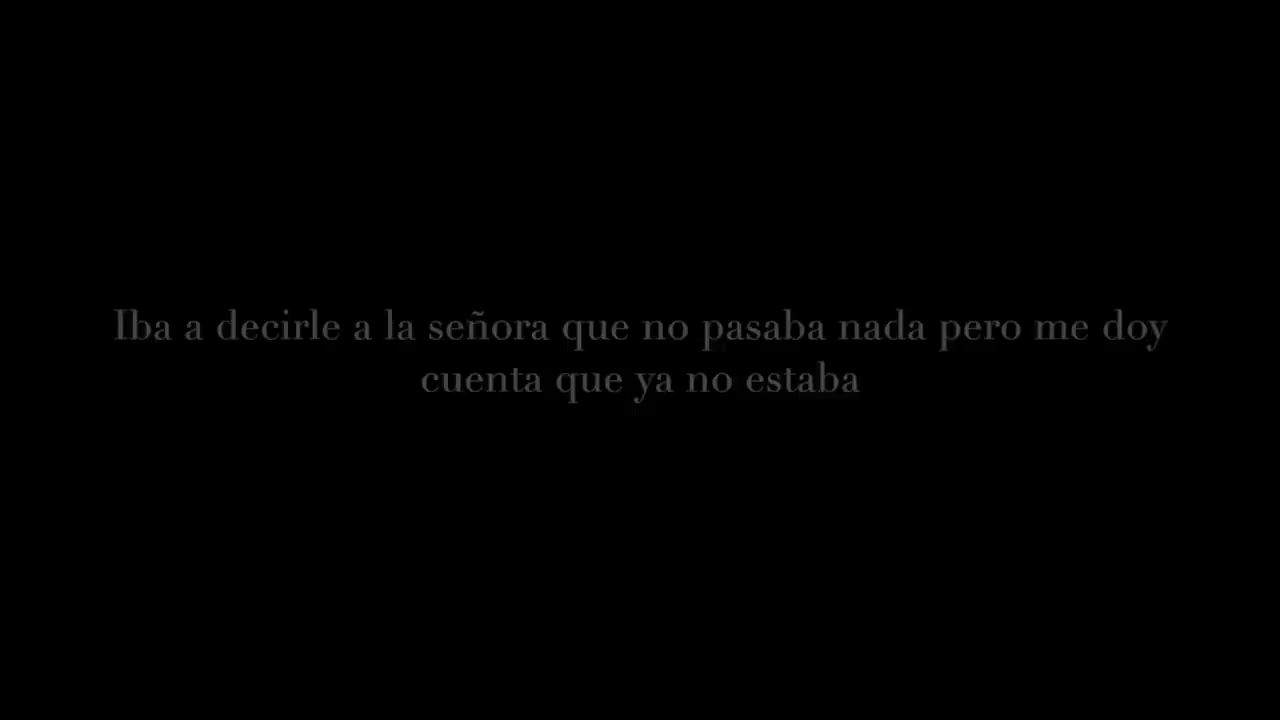 Iba a decirle a la señora que no pasaba nada pero me doy
cuenta que ya no estaba